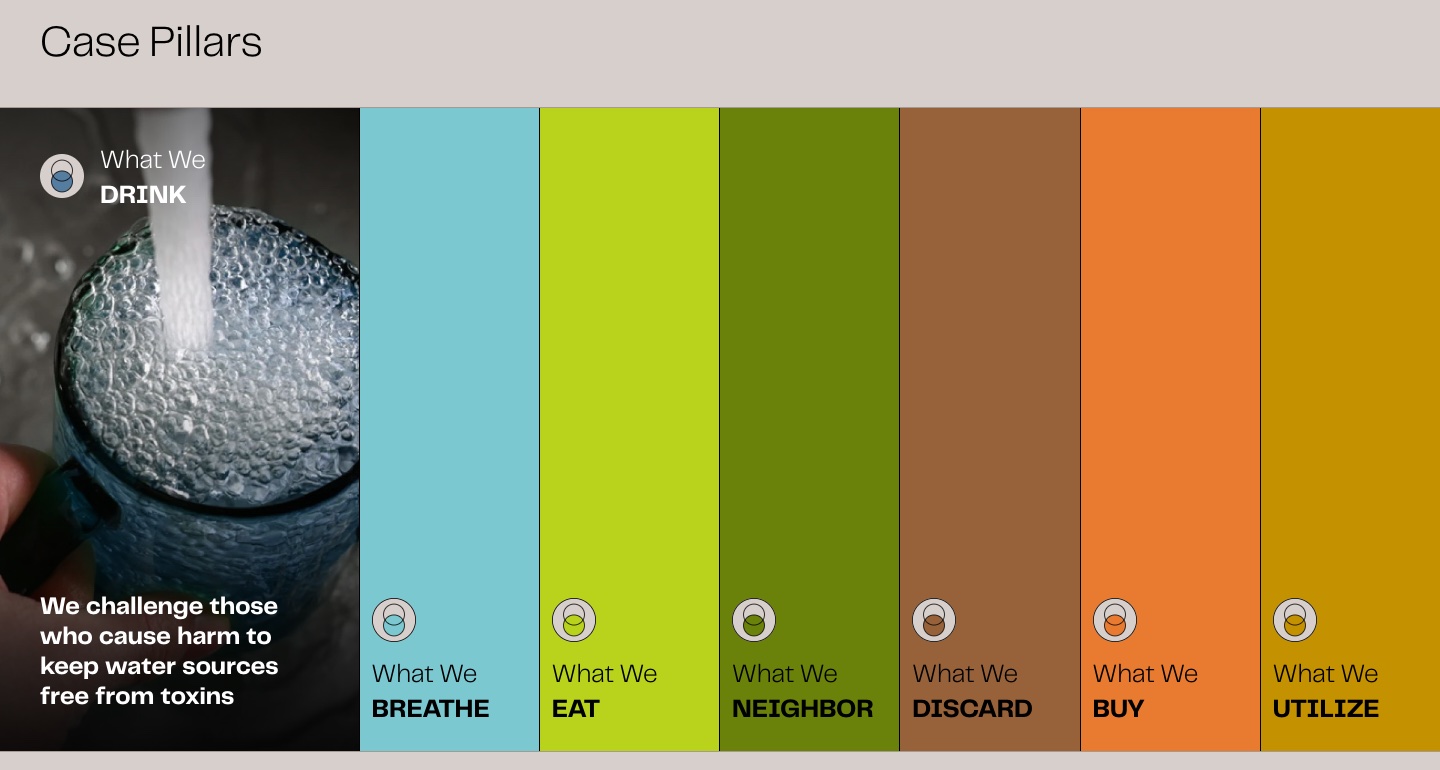 Case Pillars
What We
DRINK
We challenge those
who cause harm to
keep water sources
free from toxins
What We
BREATHE
What We
EAT
What We
NEIGHBOR
What We
DISCARD
What We
BUY
What We
UTILIZE